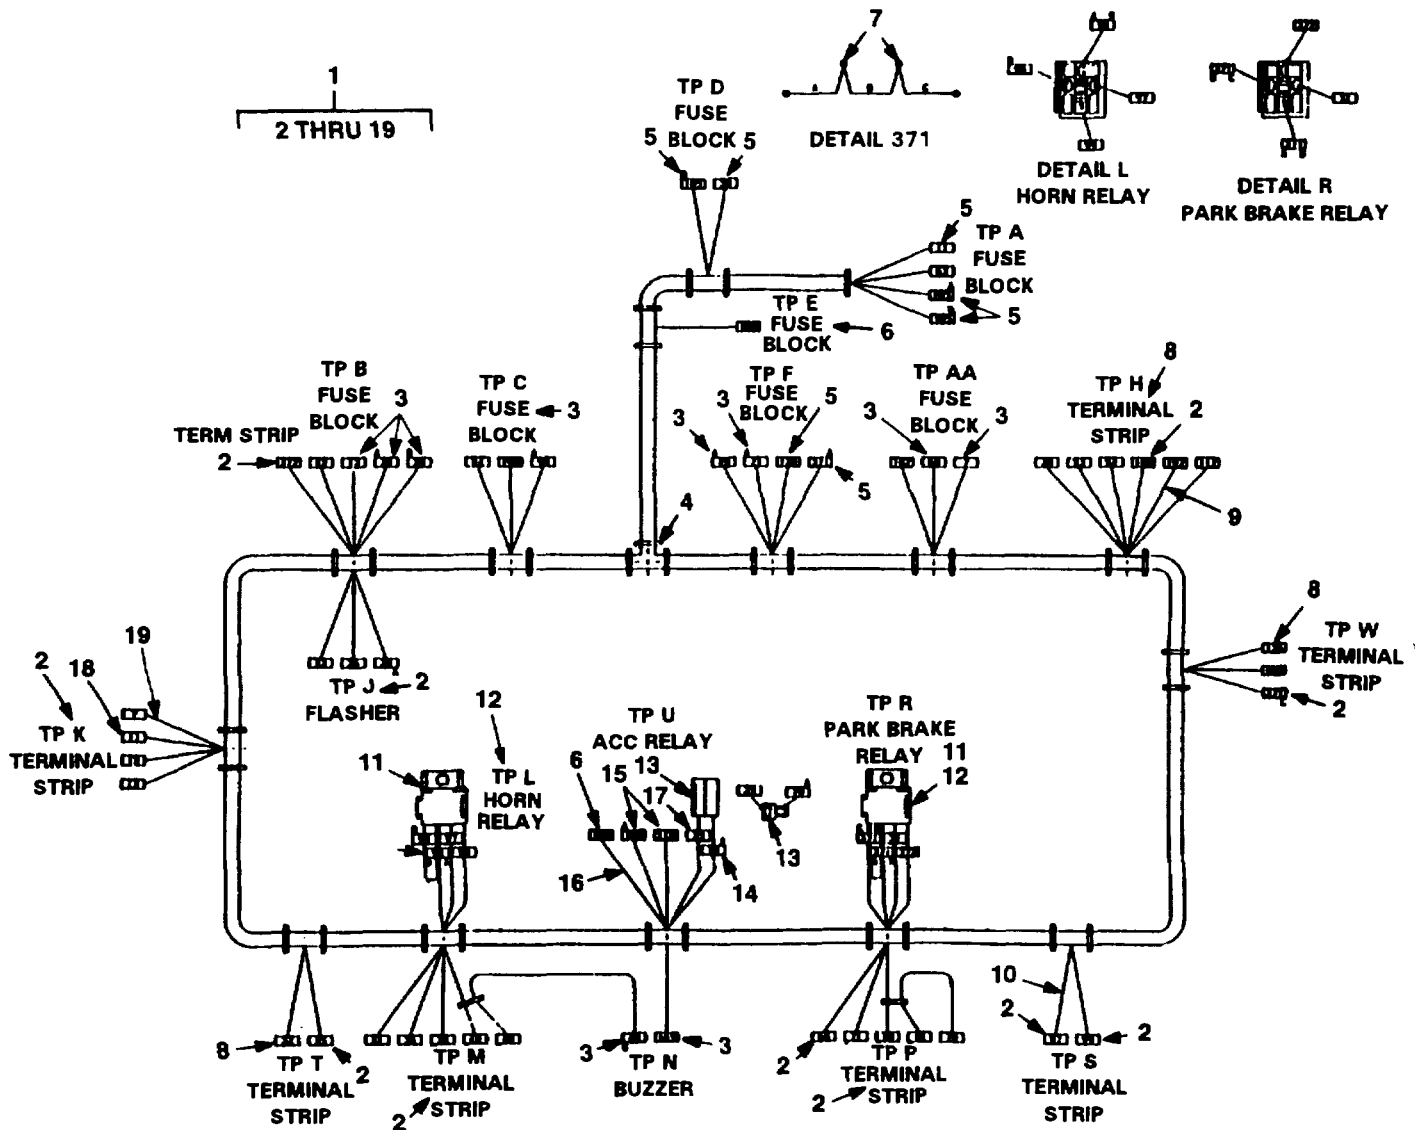 1
2 THRU 19
7
A B C
DETAIL 371
DETAIL L
HORN RELAY
DETAIL R
PARK BRAKE RELAY
TP D
FUSE
BLOCK
5
5
5
TP A
FUSE
BLOCK
5
TP E
FUSE
BLOCK
6
TP B
FUSE
BLOCK
3
TERM STRIP
2
TP C
FUSE
BLOCK
3
TP F
FUSE
BLOCK
3
3
5
5
TP AA
FUSE
BLOCK
3
3
8
TP H
TERMINAL
STRIP
2
9
4
8
TP W
TERMINAL
STRIP
2
2
18
19
TP K
TERMINAL
STRIP
TP J
FLASHER
2
12
TP L
HORN
RELAY
11
TP U
ACC RELAY
6
15
13
17
16
14
13
TP R
PARK BRAKE
RELAY
11
12
8
TP T
TERMINAL
STRIP
2
TP M
TERMINAL
STRIP
2
3
TP N
BUZZER
3
2
TP P
TERMINAL
STRIP
2
10
2
2
TP S
TERMINAL
STRIP